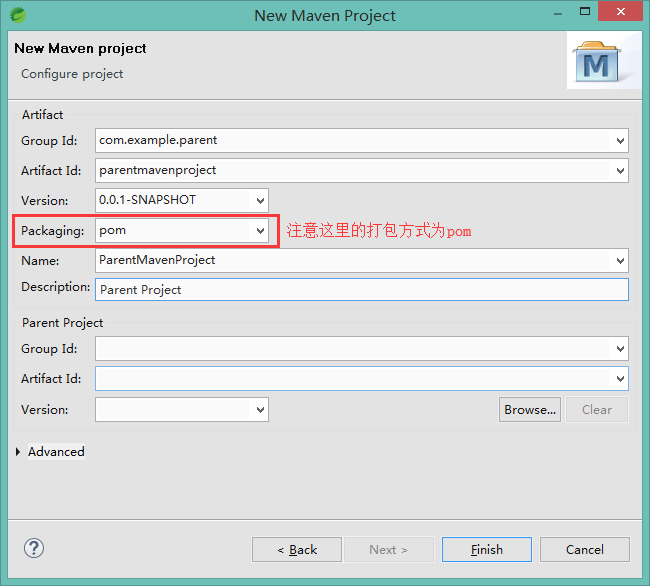 New Maven Project
New Maven project
Configure project
M
Artifact
Group Id: com.example.parent
Artifact Id: parentmavenproject
Version: 0.0.1-SNAPSHOT
Packaging: pom 注意这里的打包方式为pom
Name: ParentMavenProject
Description: Parent Project
Parent Project
Group Id:
Artifact Id:
Version: Browse... Clear
Advanced
? < Back Next > Finish Cancel